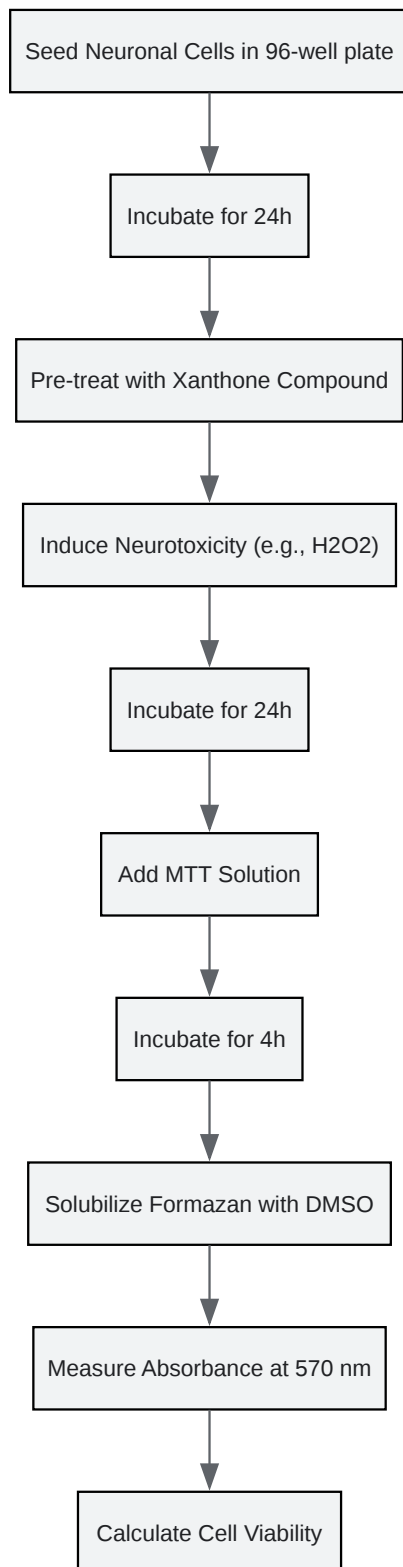 Seed Neuronal Cells in 96-well plate
Incubate for 24h
Pre-treat with Xanthone Compound
Induce Neurotoxicity (e.g., H2O2)
Incubate for 24h
Add MTT Solution
Incubate for 4h
Solubilize Formazan with DMSO
Measure Absorbance at 570 nm
Calculate Cell Viability